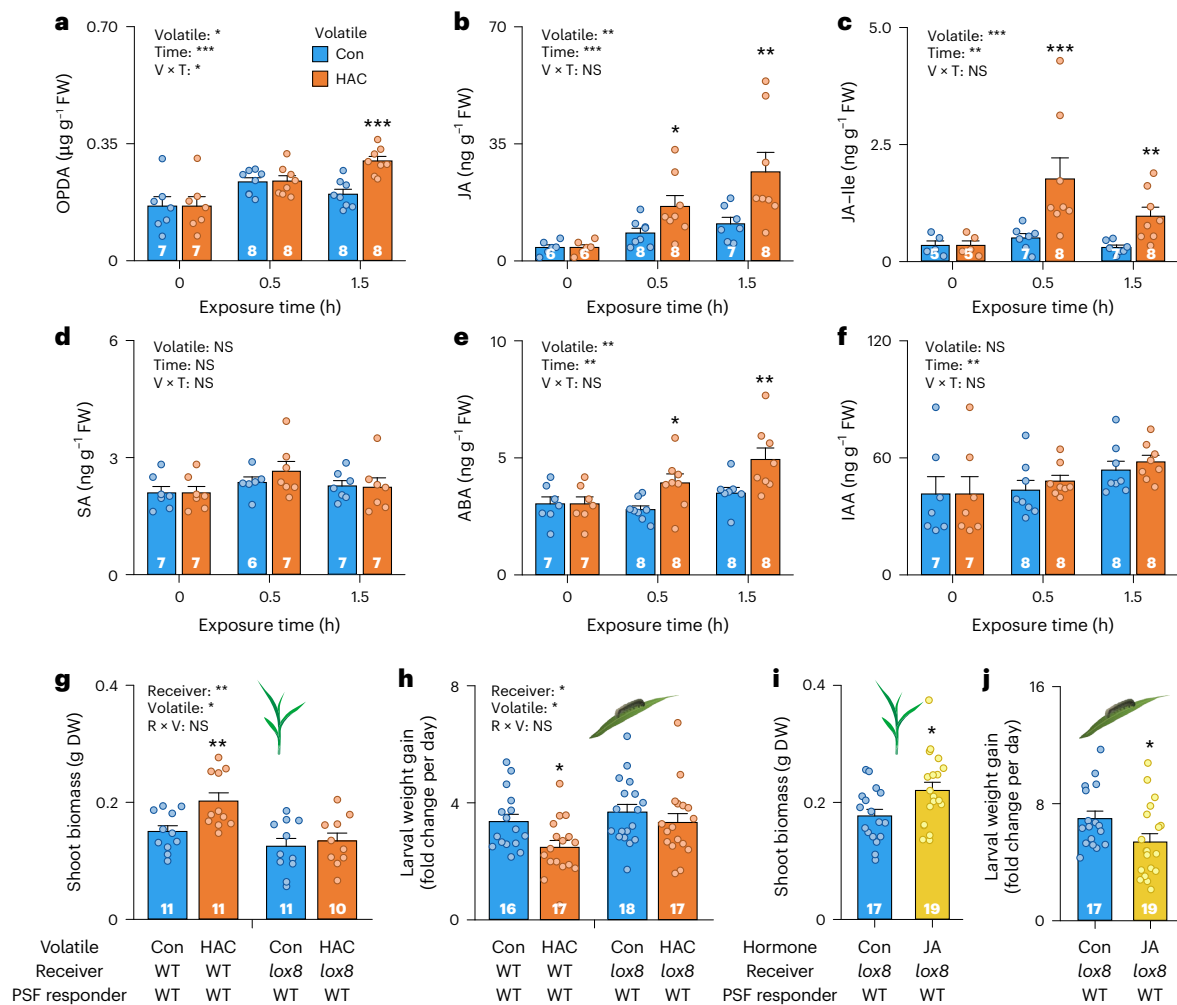 a
0.70
0.35
0
OPDA (µg g⁻¹ FW)
Volatile: *
Time: ***
V × T: *
Volatile
Con
HAC
***
7 7 8 8 8 8
0 0.5 1.5
Exposure time (h)
b
70
35
0
JA (ng g⁻¹ FW)
Volatile: **
Time: ***
V × T: NS
*
**
6 6 8 8 7 8
0 0.5 1.5
Exposure time (h)
c
5.0
2.5
0
JA–Ile (ng g⁻¹ FW)
Volatile: ***
Time: **
V × T: NS
***
**
5 5 7 8 7 8
0 0.5 1.5
Exposure time (h)
d
6
3
0
SA (ng g⁻¹ FW)
Volatile: NS
Time: NS
V × T: NS
7 7 6 7 7 7
0 0.5 1.5
Exposure time (h)
e
10
5
0
ABA (ng g⁻¹ FW)
Volatile: **
Time: **
V × T: NS
*
**
7 7 8 8 8 8
0 0.5 1.5
Exposure time (h)
f
120
60
0
IAA (ng g⁻¹ FW)
Volatile: NS
Time: **
V × T: NS
7 7 8 8 8 8
0 0.5 1.5
Exposure time (h)
g
0.4
0.2
0
Shoot biomass (g DW)
Receiver: **
Volatile: *
R × V: NS
**
11 11 11 10
h
8
4
0
Larval weight gain
(fold change per day)
Receiver: *
Volatile: *
R × V: NS
*
16 17 18 17
i
0.4
0.2
0
Shoot biomass (g DW)
*
17 19
j
16
8
0
Larval weight gain
(fold change per day)
*
17 19
Volatile Con HAC Con HAC Con HAC Con HAC
Receiver WT WT lox8 lox8 WT WT lox8 lox8
PSF responder WT WT WT WT WT WT WT WT
Hormone Con JA Con JA
Receiver lox8 lox8 lox8 lox8
PSF responder WT WT WT WT